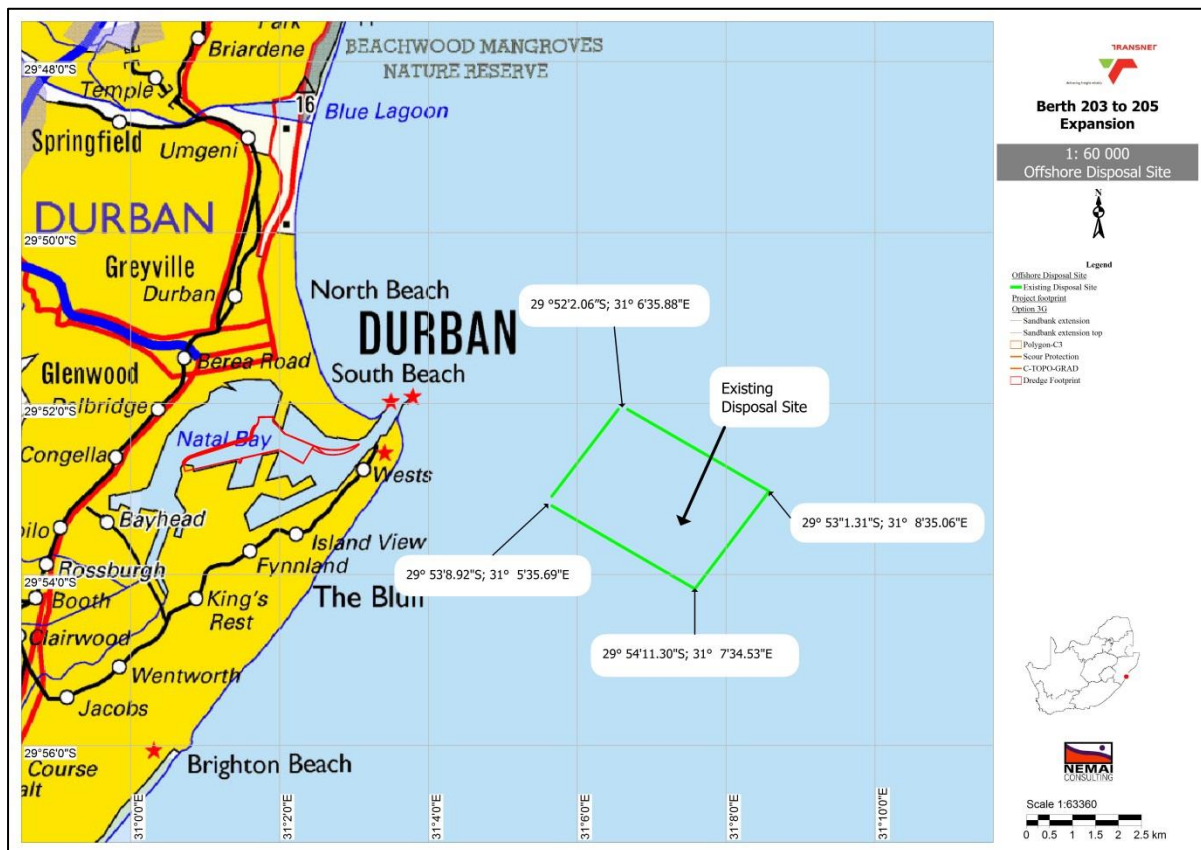 Park
Briardene
BEACHWOOD MANGROVES
NATURE RESERVE
29°48'0"S
Temple
16
Blue Lagoon
Springfield
Umgeni
DURBAN
29°50'0"S
Greyville
Durban
North Beach
DURBAN
Berea Road
Glenwood
South Beach
29°52'0"S
Dalbridge
Natal Bay
Congella
Wests
Bayhead
Island View
Fynnland
29°54'0"S
Rossburgh
The Bluff
Booth
King's
Rest
Clairwood
Wentworth
Jacobs
29°56'0"S
Brighton Beach
Course
alt
31°0'0"E
31°2'0"E
31°4'0"E
31°6'0"E
31°8'0"E
31°10'0"E
29 °52'2.06"S; 31° 6'35.88"E
Existing
Disposal Site
29° 53"1.31"S; 31° 8'35.06"E
29° 53'8.92"S; 31° 5'35.69"E
29° 54'11.30"S; 31° 7'34.53"E
TRANSNET
Berth 203 to 205
Expansion
1: 60 000
Offshore Disposal Site
N
Legend
Offshore Disposal Site
Existing Disposal Site
Project footprint
Option 3G
Sandbank extension
Sandbank extension top
Polygon-C3
Scour Protection
C-TOPO-GRAD
Dredge Footprint
NEMAI
CONSULTING
Scale 1:63360
0 0.5 1 1.5 2 2.5 km